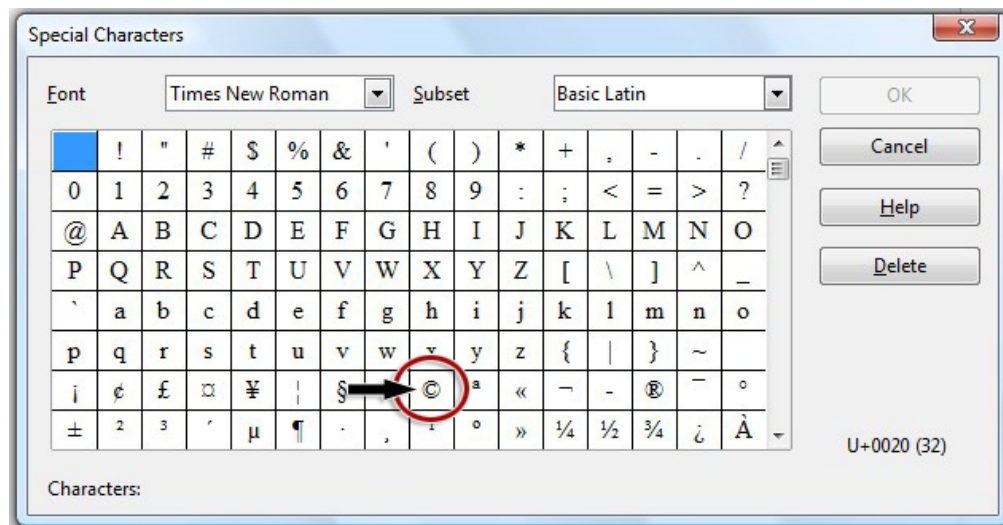 Special Characters
Font Times New Roman Subset Basic Latin OK
! " # $ % & ' ( ) * + , - . /
Cancel
0 1 2 3 4 5 6 7 8 9 : ; < = > ?
Help
@ A B C D E F G H I J K L M N O
P Q R S T U V W X Y Z [ \ ] ^ _
Delete
` a b c d e f g h i j k l m n o
p q r s t u v w x y z { | } ~
¡ ¢ £ ¤ ¥ ¦ § © ª « ¬ - ® ¯ °
± ² ³ ´ µ ¶ · ¸ ¹ º » ¼ ½ ¾ ¿ À
U+0020 (32)
Characters: